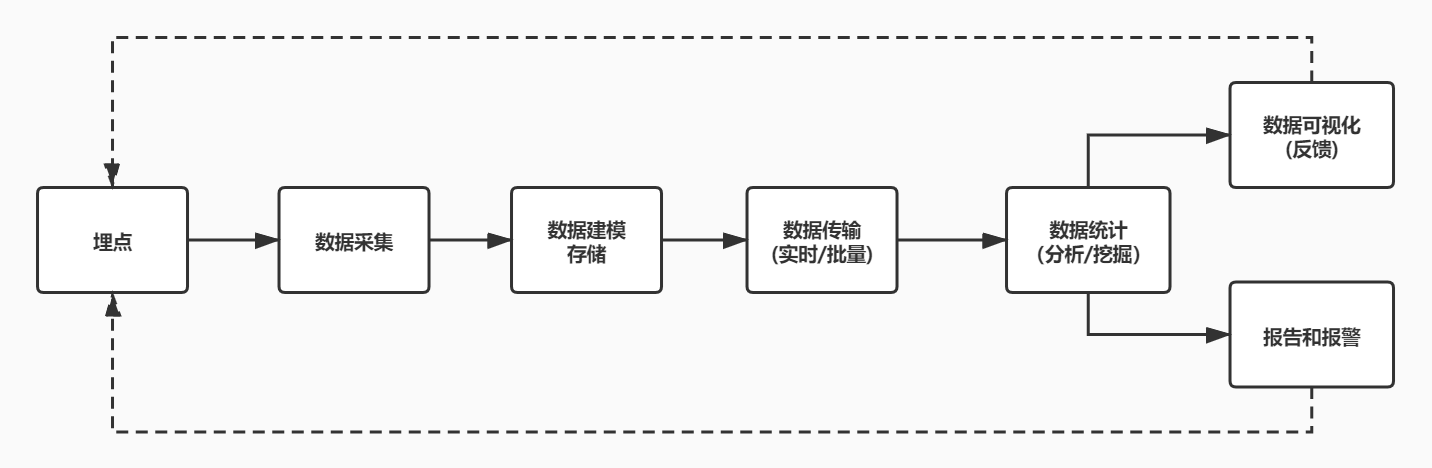 埋点
数据采集
数据建模
存储
数据传输
(实时/批量)
数据统计
(分析/挖掘)
数据可视化
(反馈)
报告和报警